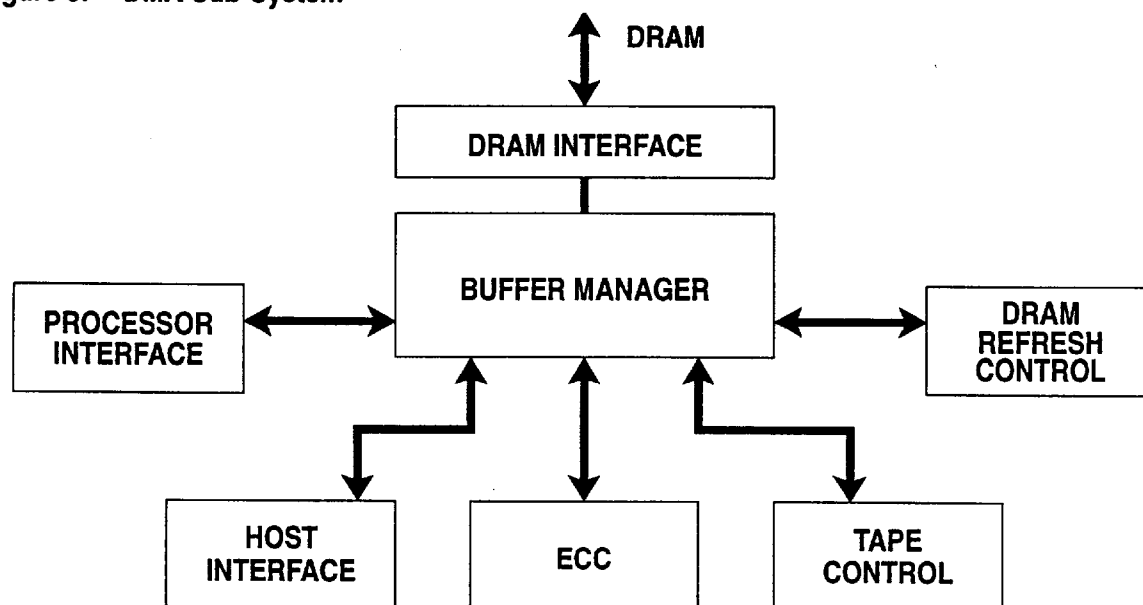 DRAM
DRAM INTERFACE
BUFFER MANAGER
PROCESSOR
INTERFACE
DRAM
REFRESH
CONTROL
HOST
INTERFACE
ECC
TAPE
CONTROL